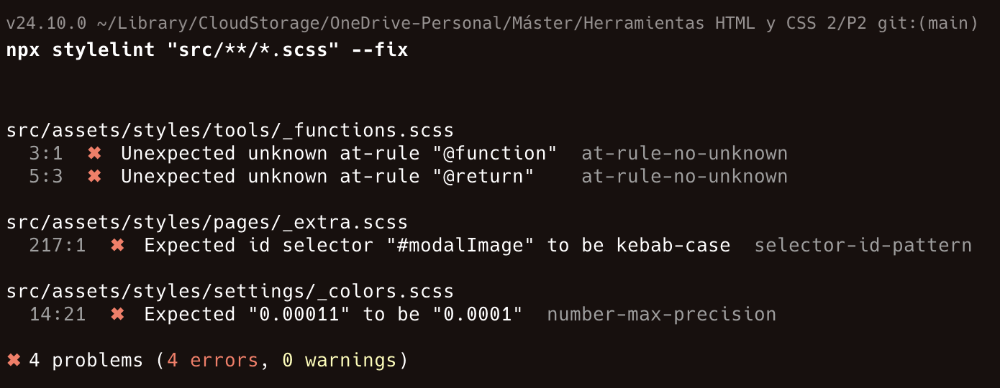 v24.10.0 ~/Library/CloudStorage/OneDrive-Personal/Máster/Herramientas HTML y CSS 2/P2 git:(main)
npx stylelint "src/**/*.scss" --fix
src/assets/styles/tools/_functions.scss
3:1 ✖ Unexpected unknown at-rule "@function" at-rule-no-unknown
5:3 ✖ Unexpected unknown at-rule "@return" at-rule-no-unknown
src/assets/styles/pages/_extra.scss
217:1 ✖ Expected id selector "#modalImage" to be kebab-case selector-id-pattern
src/assets/styles/settings/_colors.scss
14:21 ✖ Expected "0.00011" to be "0.0001" number-max-precision
✖ 4 problems (4 errors, 0 warnings)